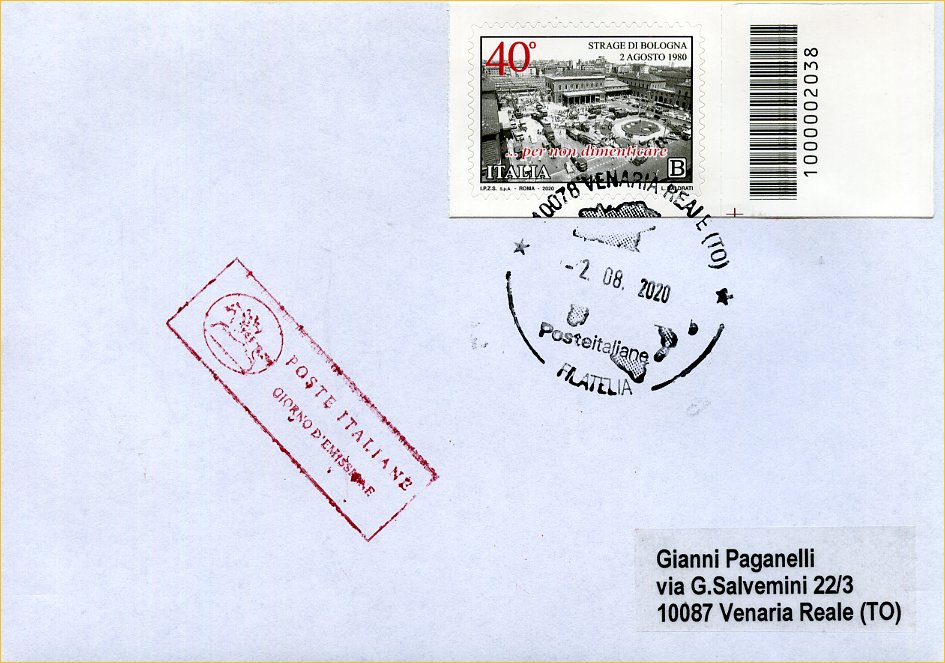 40°
STRAGE DI BOLOGNA
2 AGOSTO 1980
... per non dimenticare
ITALIA B
I.P.Z.S. S.p.A. - ROMA - 2020
1000002038
10078 VENARIA REALE (TO)
-2. 08. 2020
Posteitaliane
FILATELIA
POSTE ITALIANE
GIORNO D'EMISSIONE
Gianni Paganelli
via G.Salvemini 22/3
10087 Venaria Reale (TO)